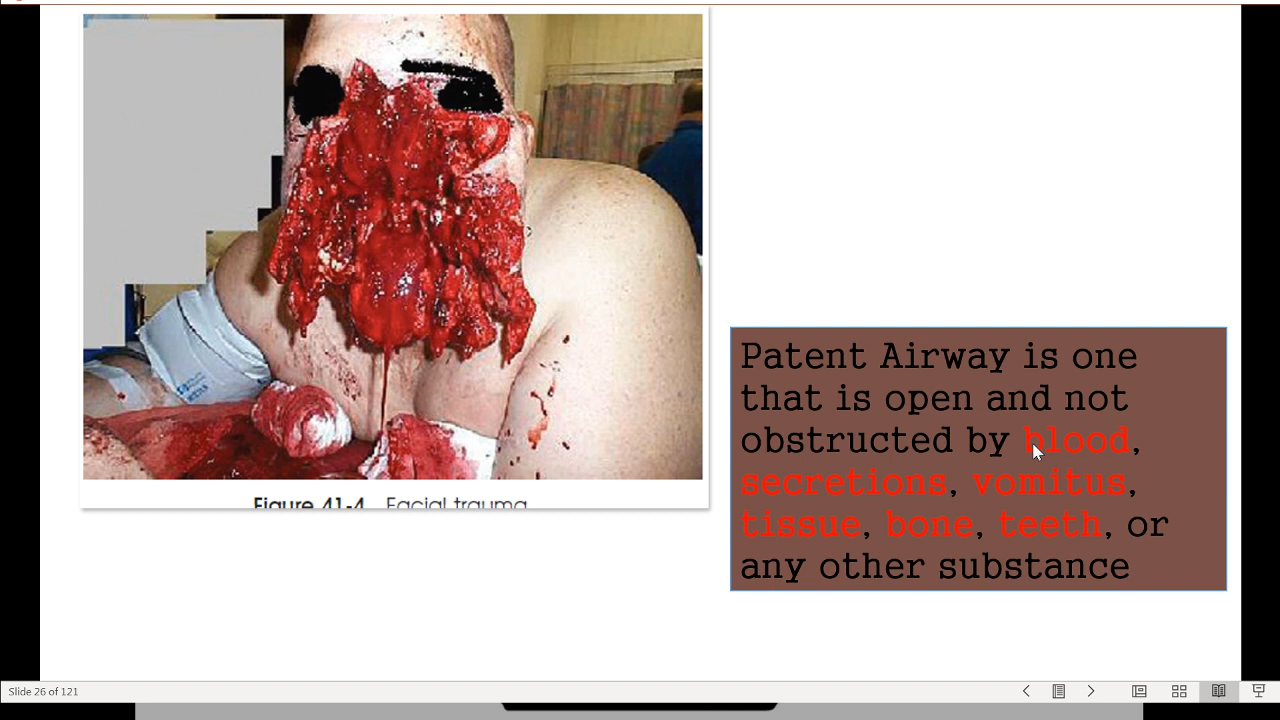 Figure 41-4 Facial trauma
Patent Airway is one
that is open and not
obstructed by blood,
secretions, vomitus,
tissue, bone, teeth, or
any other substance
Slide 26 of 121